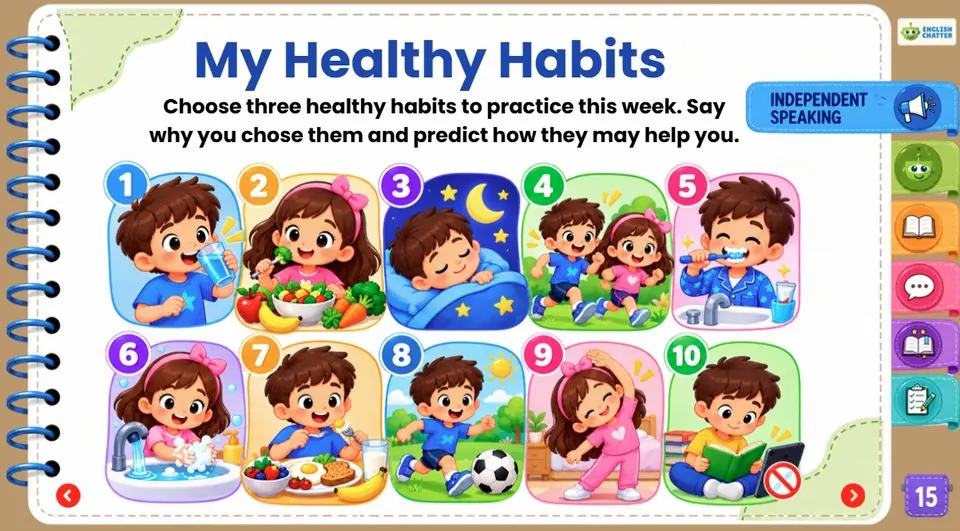 My Healthy Habits
Choose three healthy habits to practice this week. Say
why you chose them and predict how they may help you.
ENGLISH
CHATTER
INDEPENDENT
SPEAKING
1
2
3
4
5
6
7
8
9
10
15